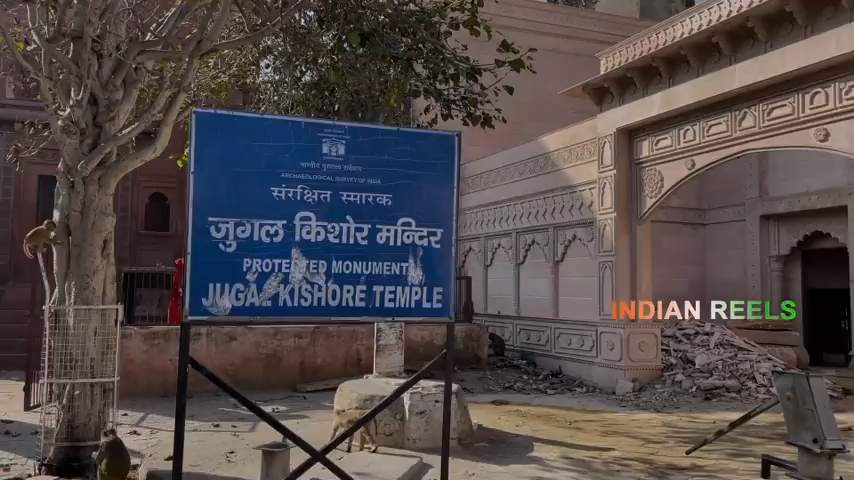 भारतीय पुरातत्व सर्वेक्षण
ARCHAEOLOGICAL SURVEY OF INDIA
संरक्षित स्मारक
जुगल किशोर मन्दिर
PROTECTED MONUMENT
JUGAL KISHORE TEMPLE
INDIAN REELS